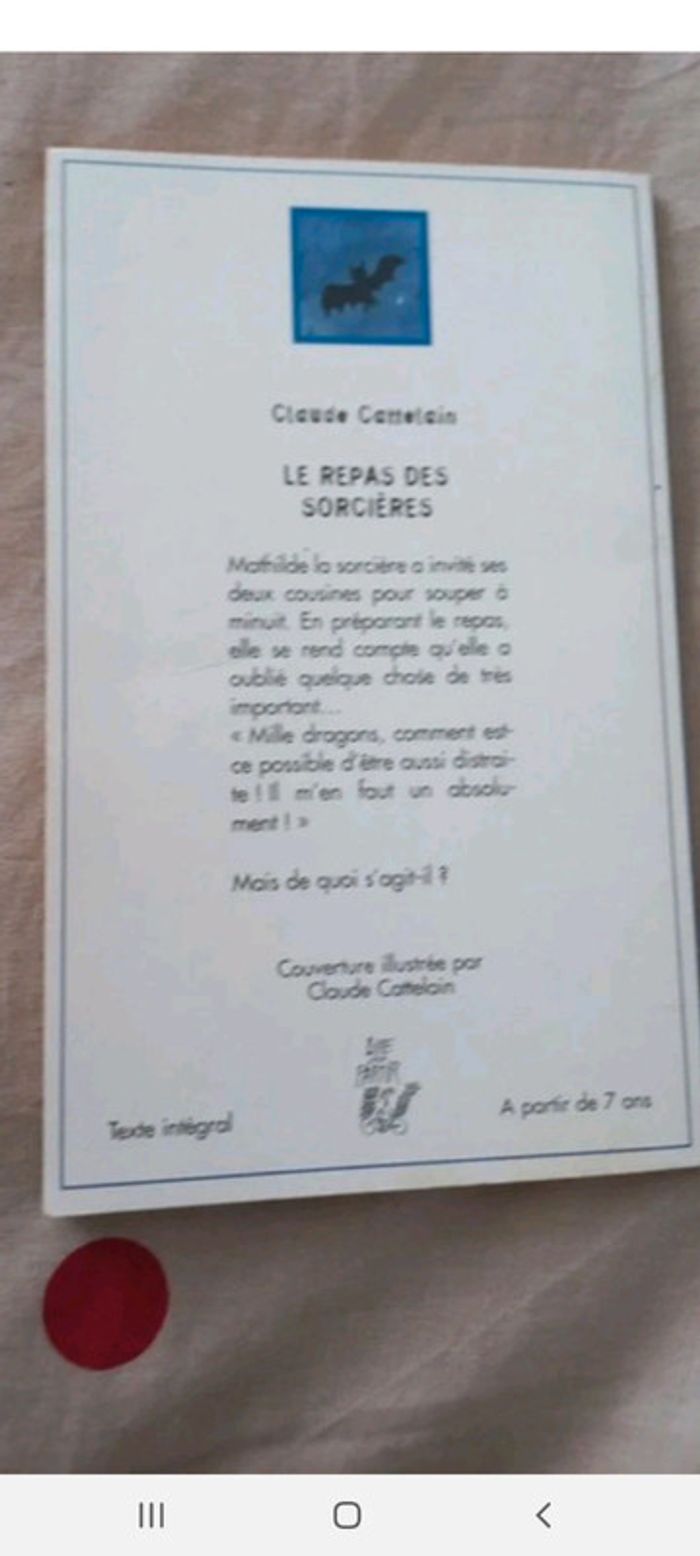 Claude Cattelain
LE REPAS DES
SORCIÈRES
Mathilde la sorcière a invité ses
deux cousines pour souper à
minuit. En préparant le repas,
elle se rend compte qu'elle a
oublié quelque chose de très
important...
« Mille dragons, comment est-
ce possible d'être aussi distrai-
te ! Il m'en faut un absolu-
ment ! »
Mais de quoi s'agit-il ?
Couverture illustrée par
Claude Cattelain
Texte intégral
A partir de 7 ans